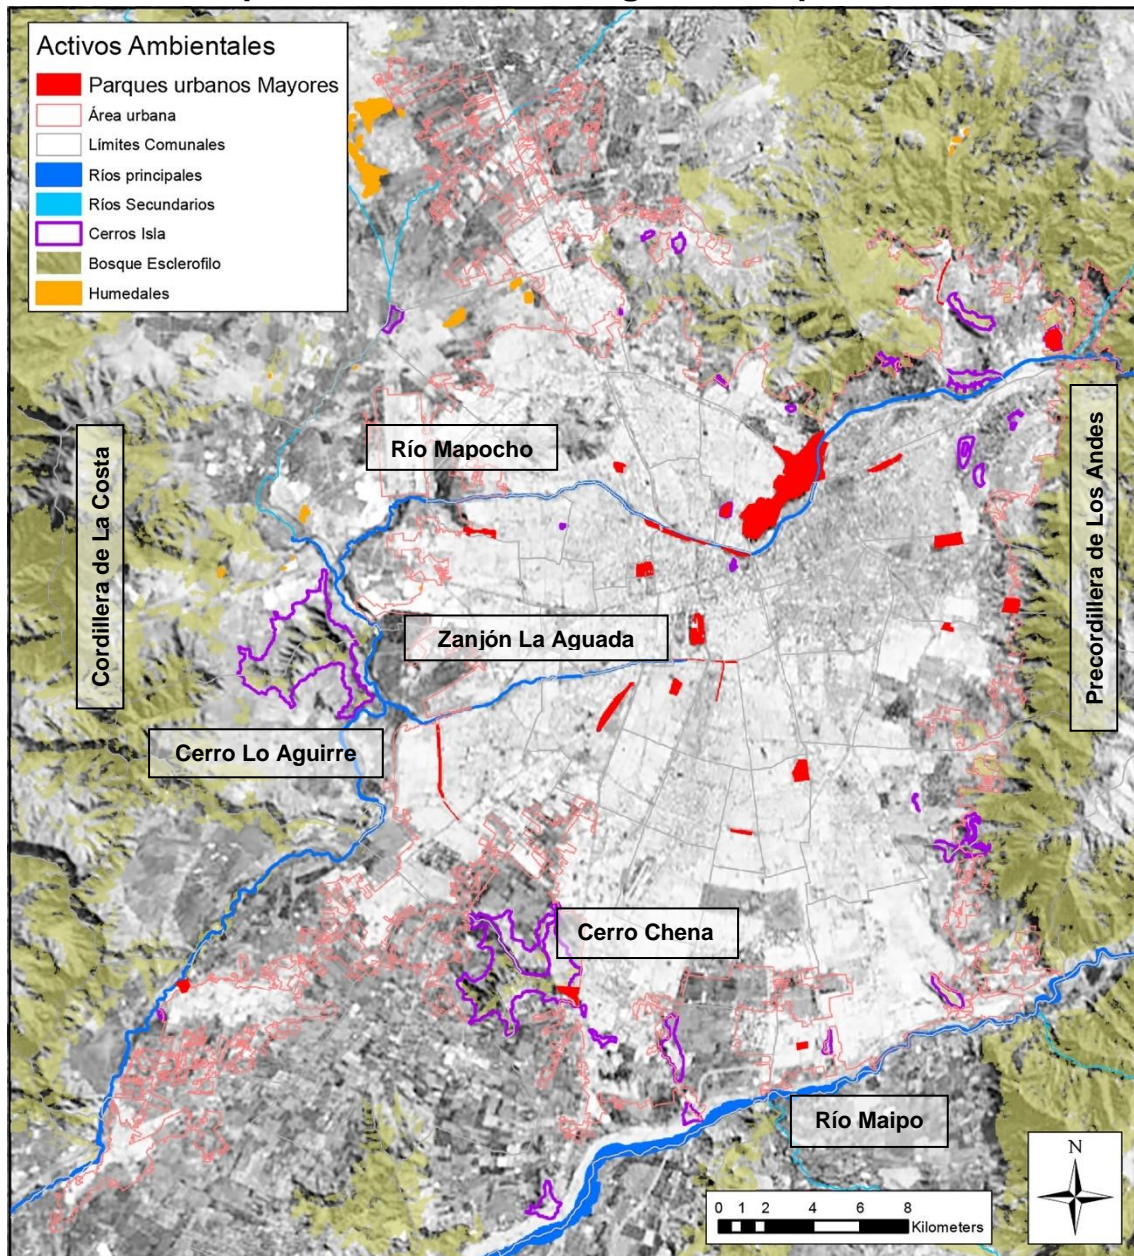 Activos Ambientales
Parques urbanos Mayores
Área urbana
Límites Comunales
Ríos principales
Ríos Secundarios
Cerros Isla
Bosque Esclerofilo
Humedales
Río Mapocho
Cordillera de La Costa
Precordillera de Los Andes
Zanjón La Aguada
Cerro Lo Aguirre
Cerro Chena
Río Maipo
N
0 1 2 4 6 8
Kilometers